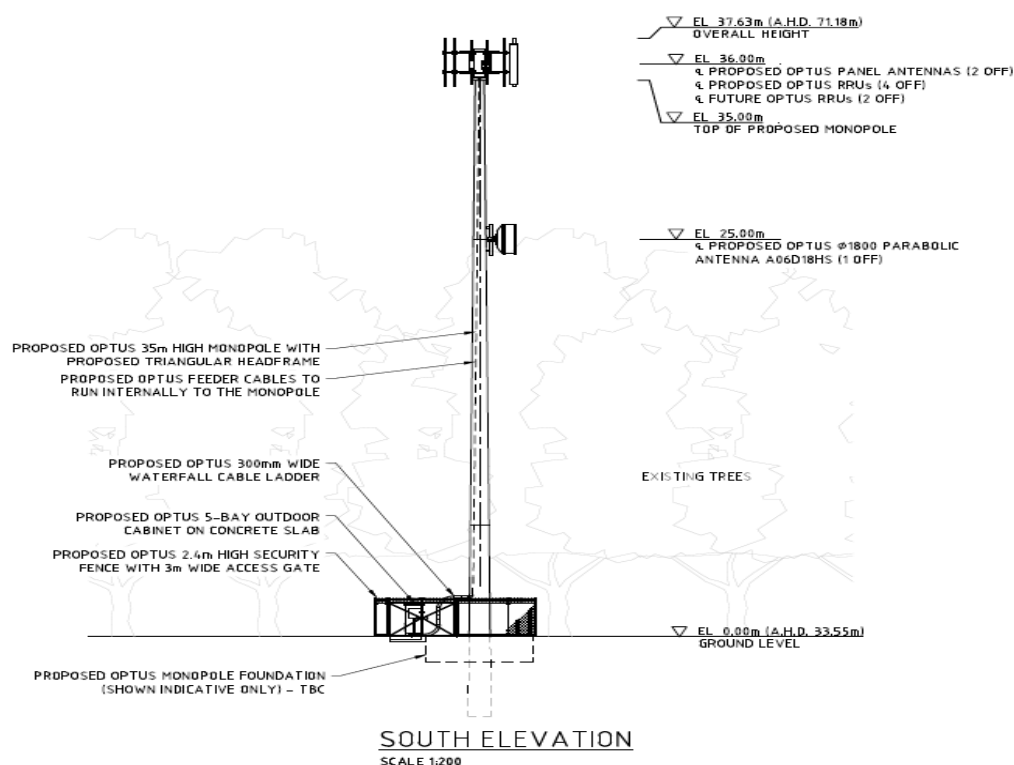 EL 37.63m (A.H.D. 71.18m)
OVERALL HEIGHT
EL 36.00m
℄ PROPOSED OPTUS PANEL ANTENNAS (2 OFF)
℄ PROPOSED OPTUS RRUs (4 OFF)
℄ FUTURE OPTUS RRUs (2 OFF)
EL 35.00m
TOP OF PROPOSED MONOPOLE
EL 25.00m
℄ PROPOSED OPTUS Ø1800 PARABOLIC
ANTENNA A06D18HS (1 OFF)
PROPOSED OPTUS 35m HIGH MONOPOLE WITH
PROPOSED TRIANGULAR HEADFRAME
PROPOSED OPTUS FEEDER CABLES TO
RUN INTERNALLY TO THE MONOPOLE
PROPOSED OPTUS 300mm WIDE
WATERFALL CABLE LADDER
EXISTING TREES
PROPOSED OPTUS 5-BAY OUTDOOR
CABINET ON CONCRETE SLAB
PROPOSED OPTUS 2.4m HIGH SECURITY
FENCE WITH 3m WIDE ACCESS GATE
EL 0.00m (A.H.D. 33.55m)
GROUND LEVEL
PROPOSED OPTUS MONOPOLE FOUNDATION
(SHOWN INDICATIVE ONLY) - TBC
SOUTH ELEVATION
SCALE 1:200